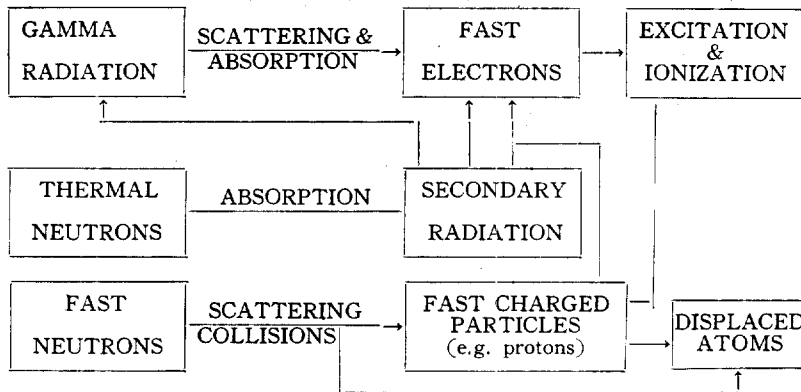 GAMMA
RADIATION
SCATTERING &
ABSORPTION
FAST
ELECTRONS
EXCITATION
&
IONIZATION
THERMAL
NEUTRONS
ABSORPTION
SECONDARY
RADIATION
FAST
NEUTRONS
SCATTERING
COLLISIONS
FAST CHARGED
PARTICLES
(e.g. protons)
DISPLACED
ATOMS